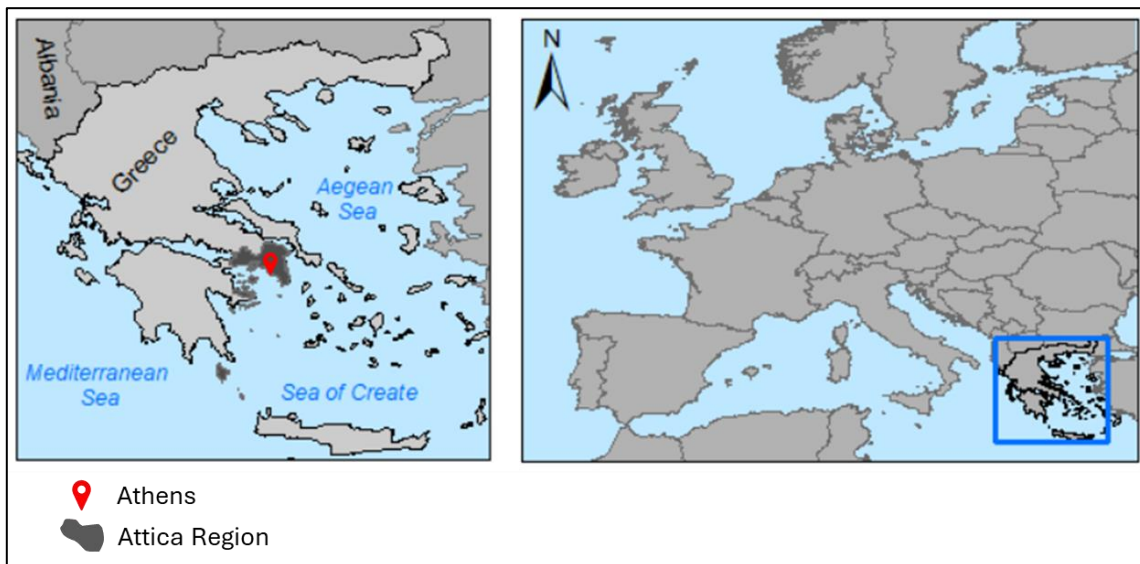 Albania
Greece
Aegean
Sea
Mediterranean
Sea
Sea of Create
N
Athens
Attica Region